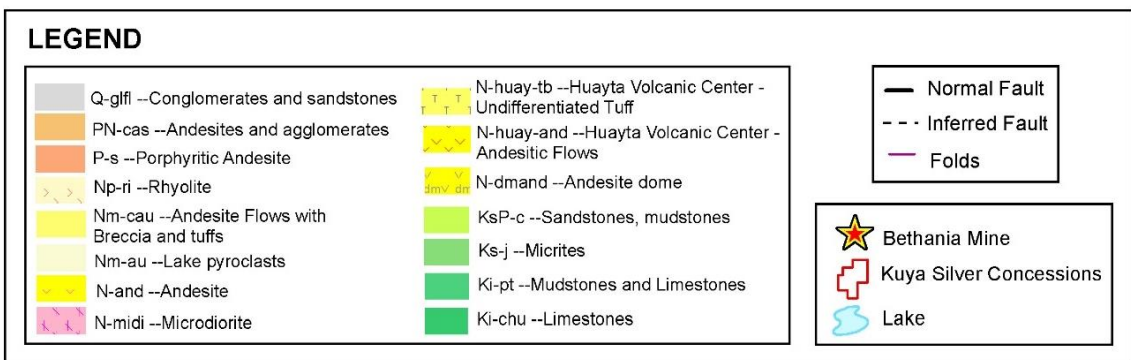 LEGEND
Q-glfl --Conglomerates and sandstones
PN-cas --Andesites and agglomerates
P-s --Porphyritic Andesite
Np-ri --Rhyolite
Nm-cau --Andesite Flows with
Breccia and tuffs
Nm-au --Lake pyroclasts
N-and --Andesite
N-midi --Microdiorite
N-huay-tb --Huayta Volcanic Center -
Undifferentiated Tuff
N-huay-and --Huayta Volcanic Center -
Andesitic Flows
N-dmand --Andesite dome
KsP-c --Sandstones, mudstones
Ks-j --Micrites
Ki-pt --Mudstones and Limestones
Ki-chu --Limestones
Normal Fault
Inferred Fault
Folds
Bethania Mine
Kuya Silver Concessions
Lake